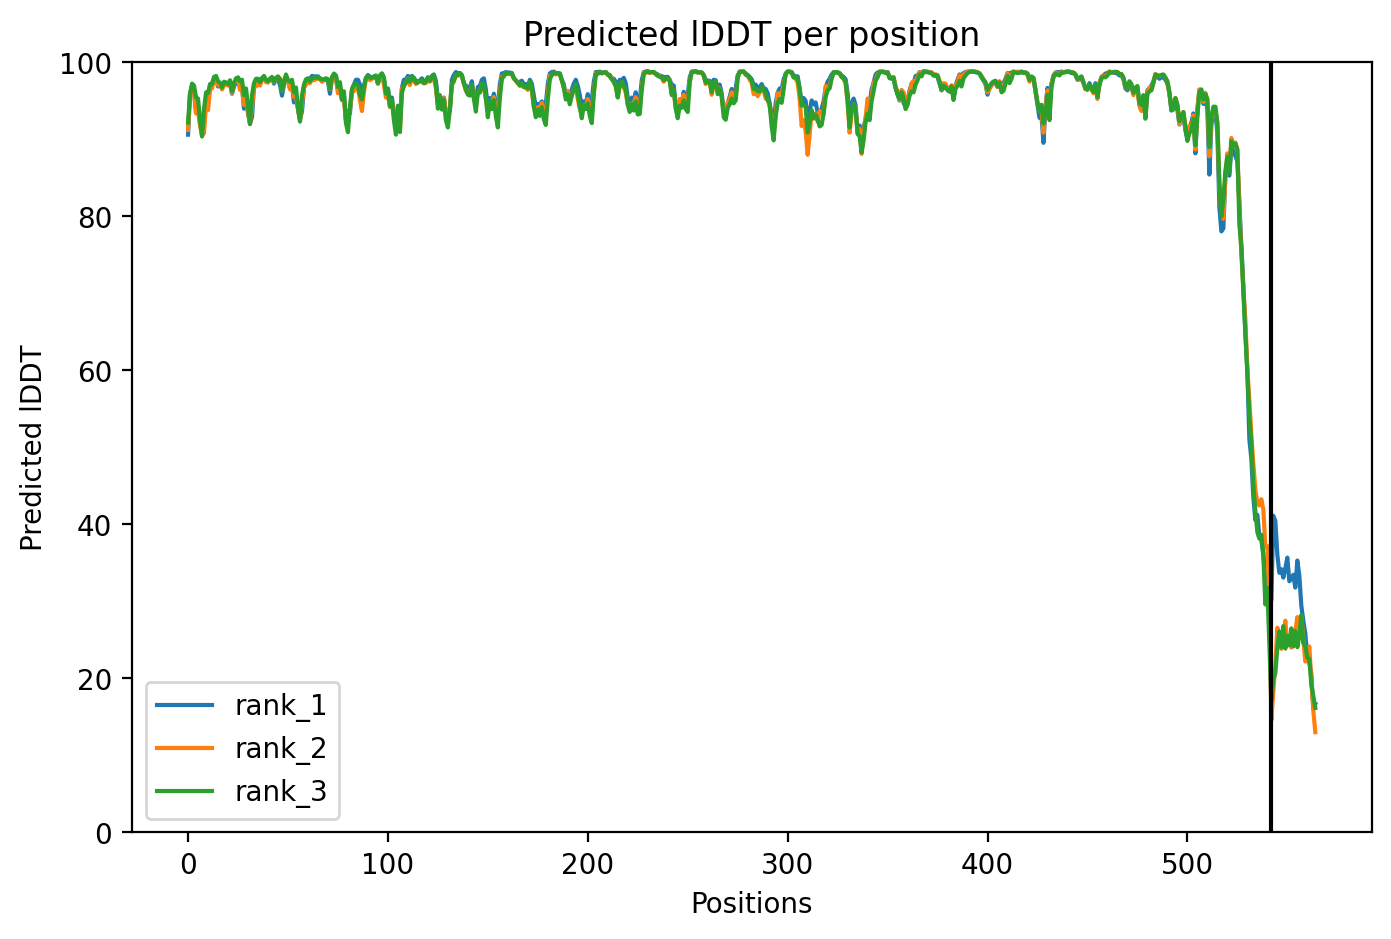 Predicted lDDT per position
100
80
60
40
20
0
Predicted lDDT
rank_1
rank_2
rank_3
0 100 200 300 400 500
Positions